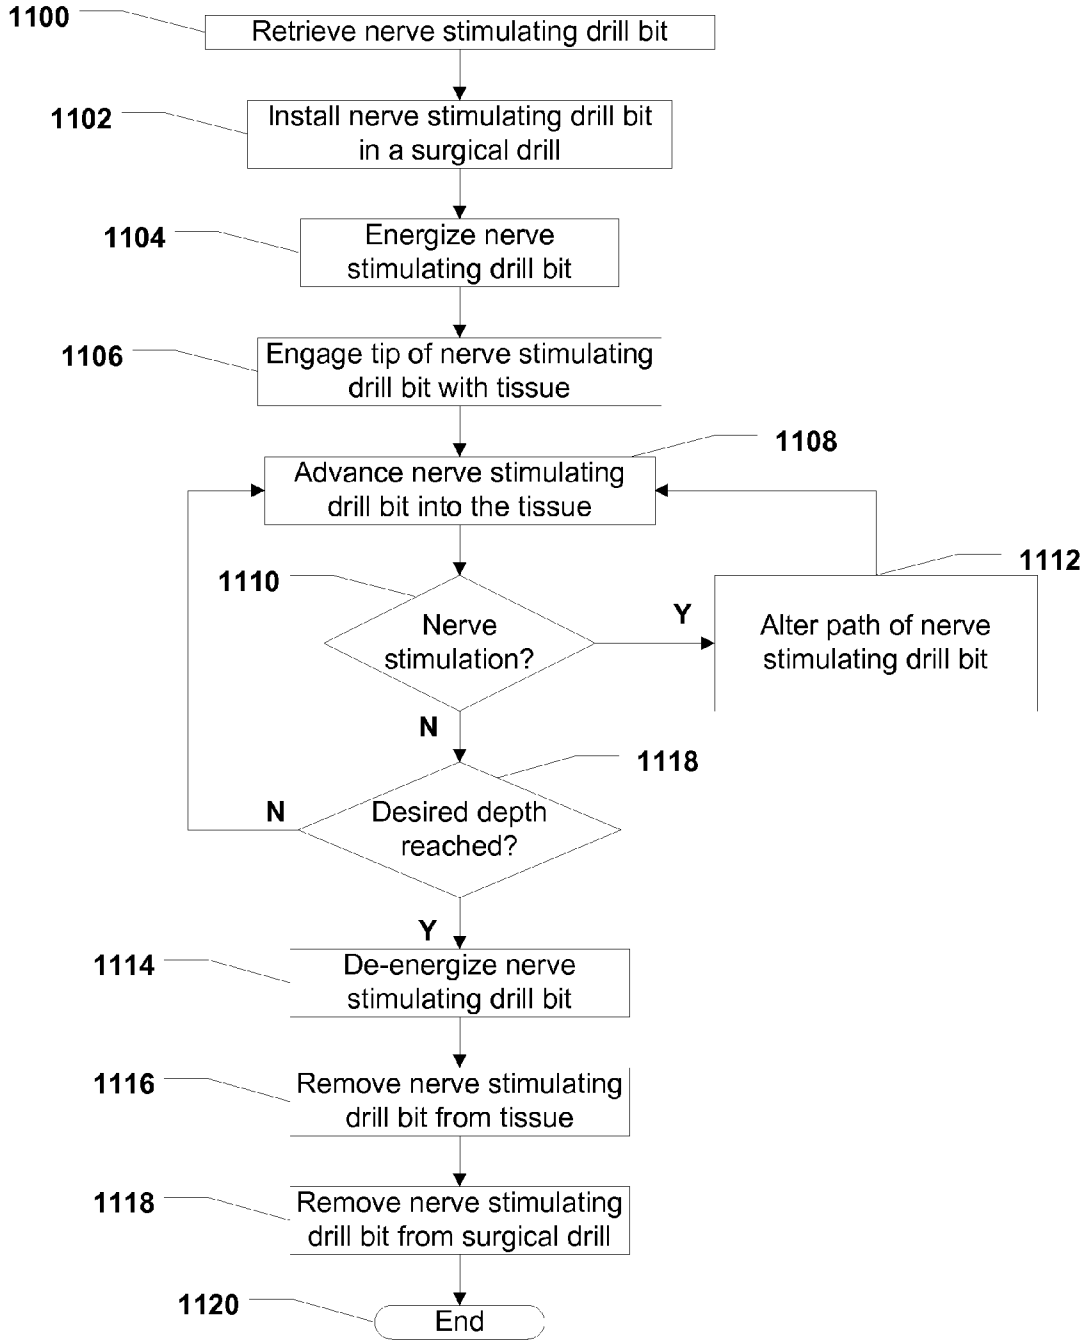 1100
Retrieve nerve stimulating drill bit
1102
Install nerve stimulating drill bit
in a surgical drill
1104
Energize nerve
stimulating drill bit
1106
Engage tip of nerve stimulating
drill bit with tissue
1108
Advance nerve stimulating
drill bit into the tissue
1110
Nerve
stimulation?
Y
1112
Alter path of nerve
stimulating drill bit
N
1118
Desired depth
reached?
N
Y
1114
De-energize nerve
stimulating drill bit
1116
Remove nerve stimulating
drill bit from tissue
1118
Remove nerve stimulating
drill bit from surgical drill
1120
End